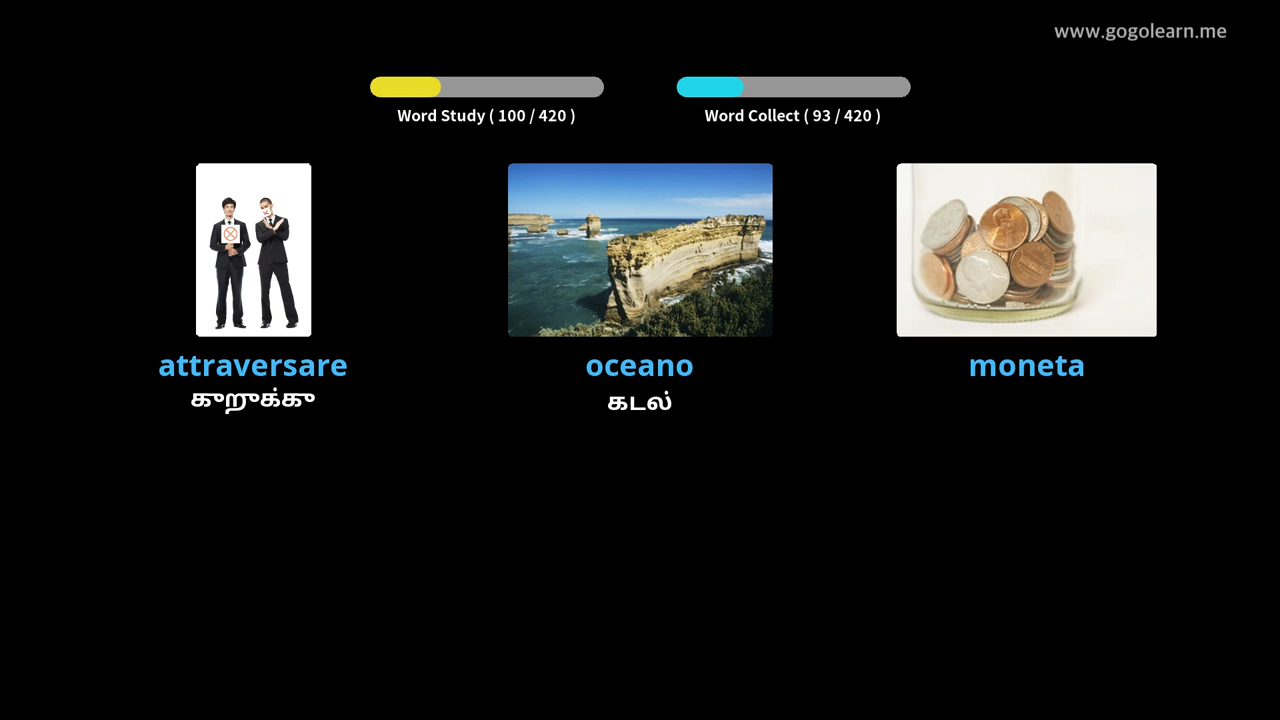 www.gogolearn.me
Word Study ( 100 / 420 )
Word Collect ( 93 / 420 )
attraversare
குறுக்கு
oceano
கடல்
moneta